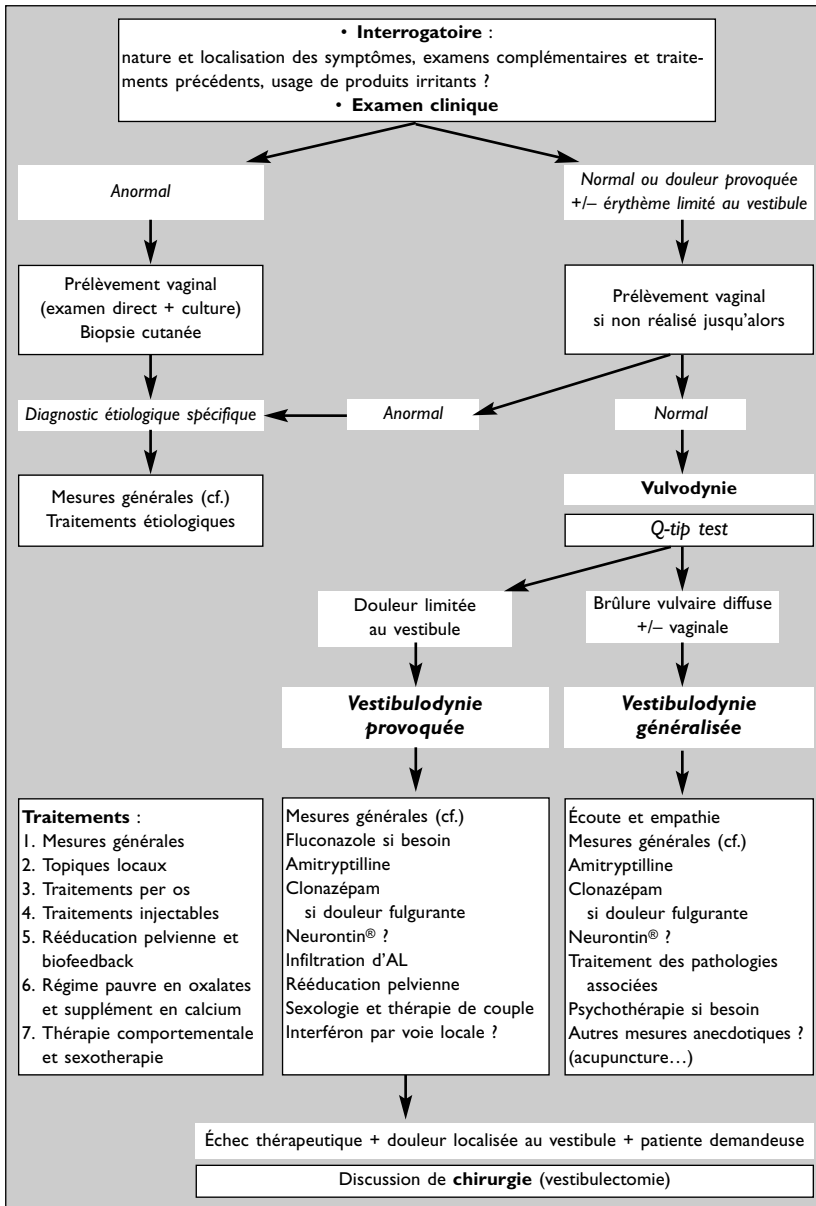 • Interrogatoire :
nature et localisation des symptômes, examens complémentaires et traite-
ments précédents, usage de produits irritants ?
• Examen clinique
Anormal
Normal ou douleur provoquée
+/– érythème limité au vestibule
Prélèvement vaginal
(examen direct + culture)
Biopsie cutanée
Prélèvement vaginal
si non réalisé jusqu'alors
Diagnostic étiologique spécifique
Anormal
Normal
Mesures générales (cf.)
Traitements étiologiques
Vulvodynie
Q-tip test
Douleur limitée
au vestibule
Brûlure vulvaire diffuse
+/– vaginale
Vestibulodynie
provoquée
Vestibulodynie
généralisée
Traitements :
1. Mesures générales
2. Topiques locaux
3. Traitements per os
4. Traitements injectables
5. Rééducation pelvienne et
biofeedback
6. Régime pauvre en oxalates
et supplément en calcium
7. Thérapie comportementale
et sexotherapie
Mesures générales (cf.)
Fluconazole si besoin
Amitryptilline
Clonazépam
si douleur fulgurante
Neurontin® ?
Infiltration d'AL
Rééducation pelvienne
Sexologie et thérapie de couple
Interféron par voie locale ?
Écoute et empathie
Mesures générales (cf.)
Amitryptilline
Clonazépam
si douleur fulgurante
Neurontin® ?
Traitement des pathologies
associées
Psychothérapie si besoin
Autres mesures anecdotiques ?
(acupuncture…)
Échec thérapeutique + douleur localisée au vestibule + patiente demandeuse
Discussion de chirurgie (vestibulectomie)